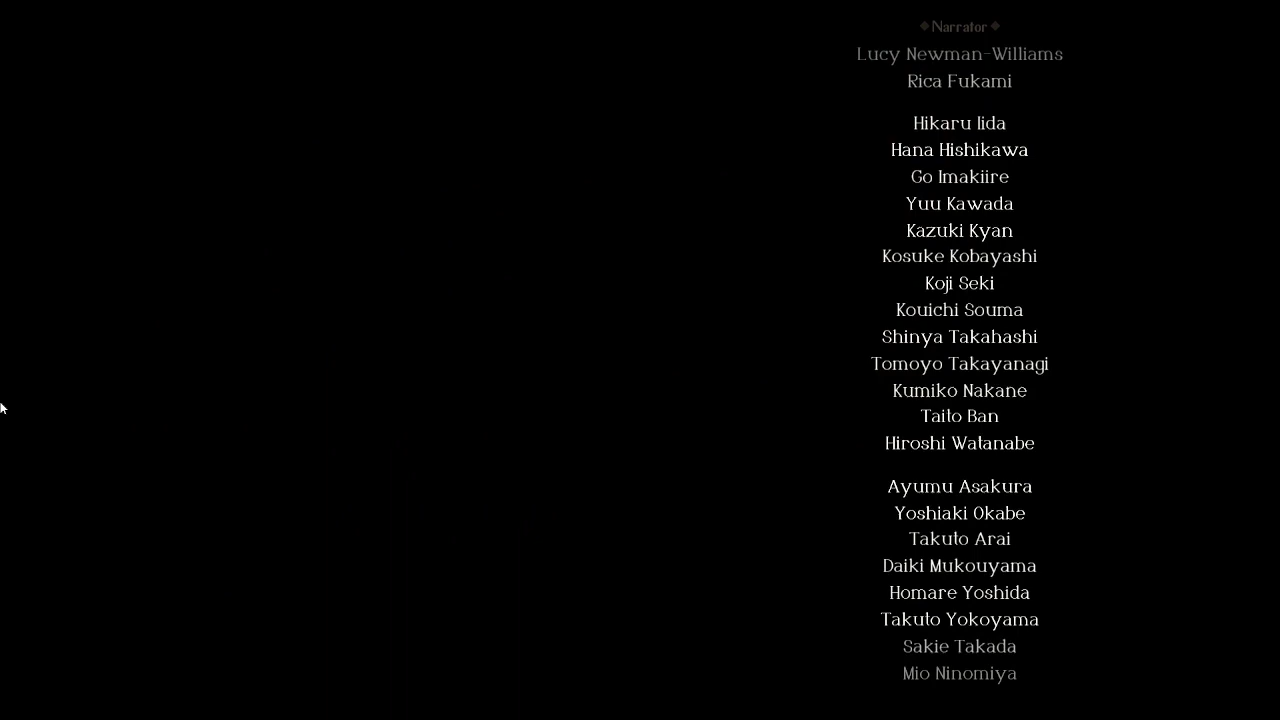 ◆Narrator◆
Lucy Newman-Williams
Rica Fukami
Hikaru Iida
Hana Hishikawa
Go Imakiire
Yuu Kawada
Kazuki Kyan
Kosuke Kobayashi
Koji Seki
Kouichi Souma
Shinya Takahashi
Tomoyo Takayanagi
Kumiko Nakane
Taito Ban
Hiroshi Watanabe
Ayumu Asakura
Yoshiaki Okabe
Takuto Arai
Daiki Mukouyama
Homare Yoshida
Takuto Yokoyama
Sakie Takada
Mio Ninomiya